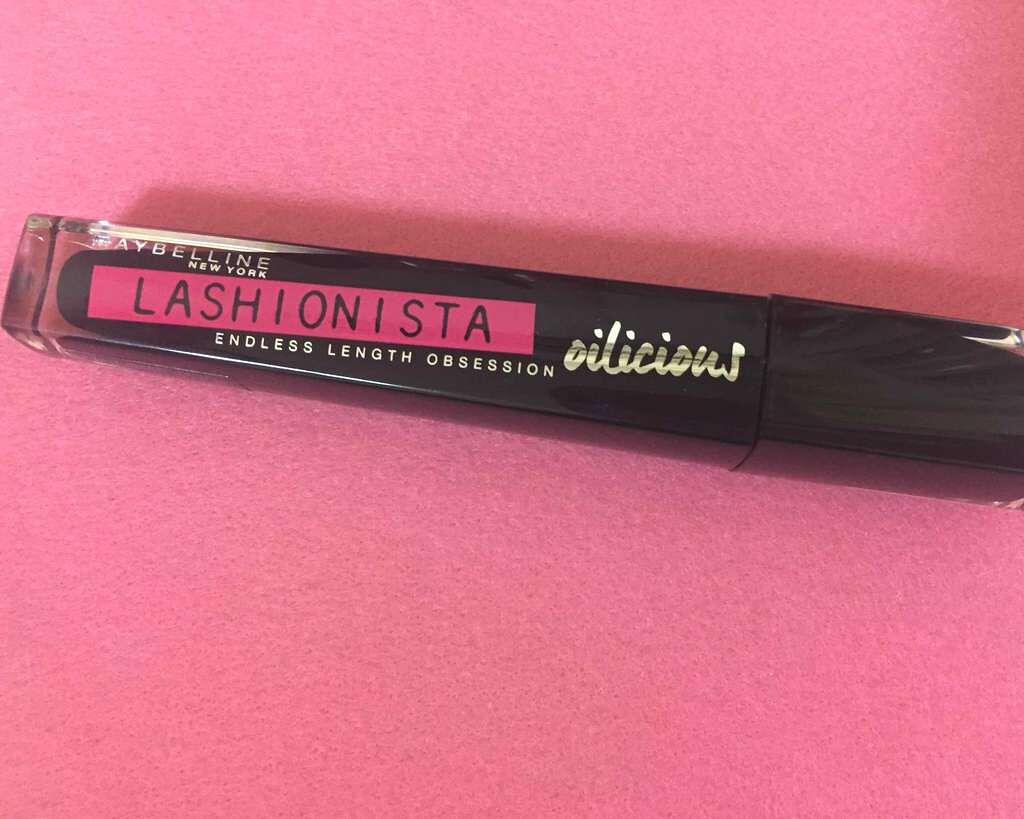 MAYBELLINE
NEW YORK
LASHIONISTA
ENDLESS LENGTH OBSESSION
oilicious